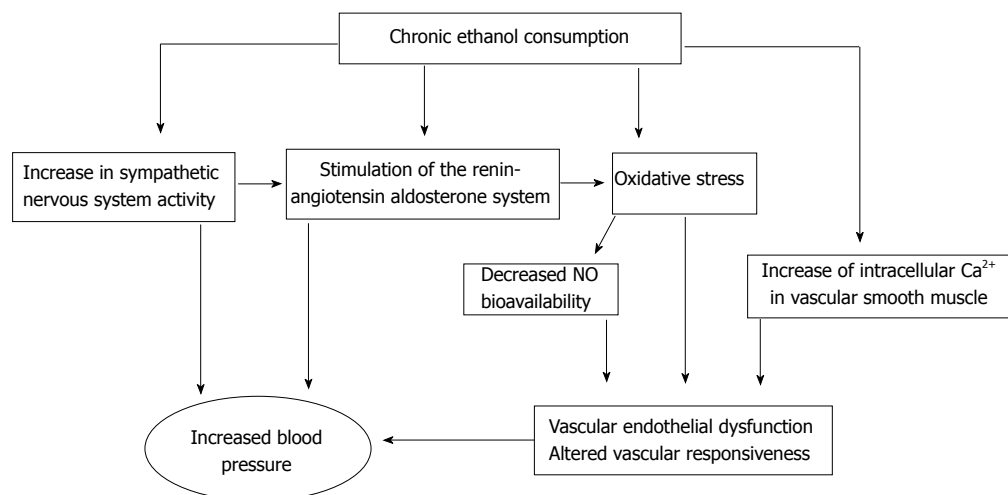 Chronic ethanol consumption
Increase in sympathetic
nervous system activity
Stimulation of the renin-
angiotensin aldosterone system
Oxidative stress
Decreased NO
bioavailability
Increase of intracellular Ca²⁺
in vascular smooth muscle
Increased blood
pressure
Vascular endothelial dysfunction
Altered vascular responsiveness